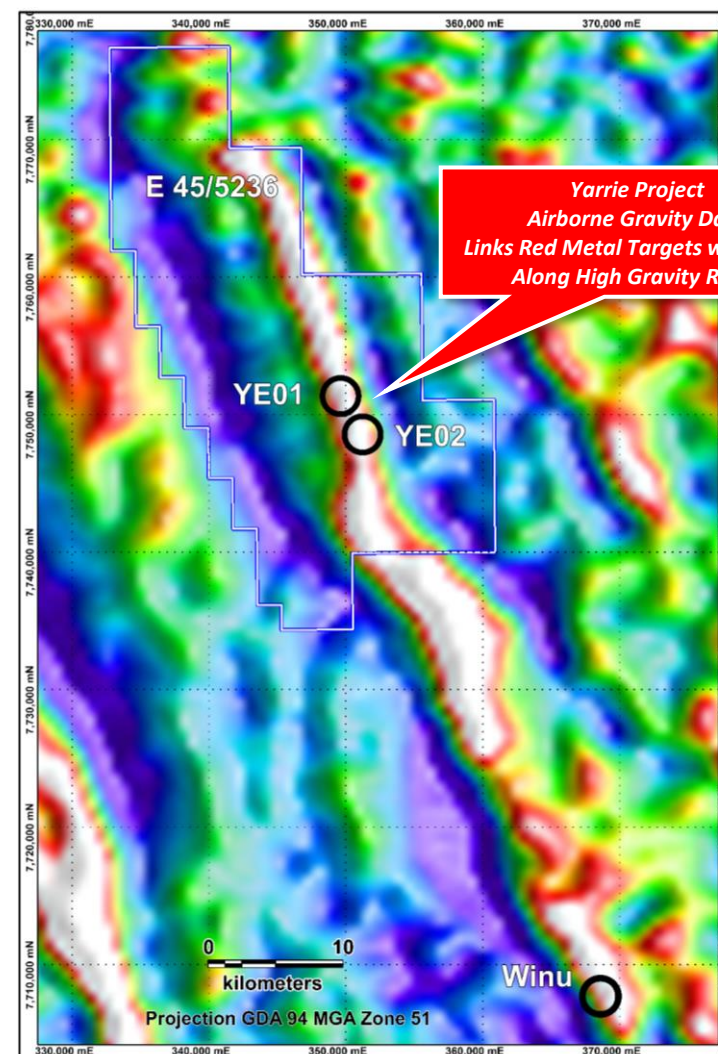 330,000 mE 340,000 mE 350,000 mE 360,000 mE 370,000 mE
7,770,000 mN
7,760,000 mN
7,750,000 mN
7,740,000 mN
7,730,000 mN
7,720,000 mN
7,710,000 mN
E 45/5236
Yarrie Project
Airborne Gravity
Links Red Metal Targets
Along High Gravity
YE01
YE02
Winu
0 10
kilometers
Projection GDA 94 MGA Zone 51
330,000 mE 340,000 mE 350,000 mE 360,000 mE 370,000 mE